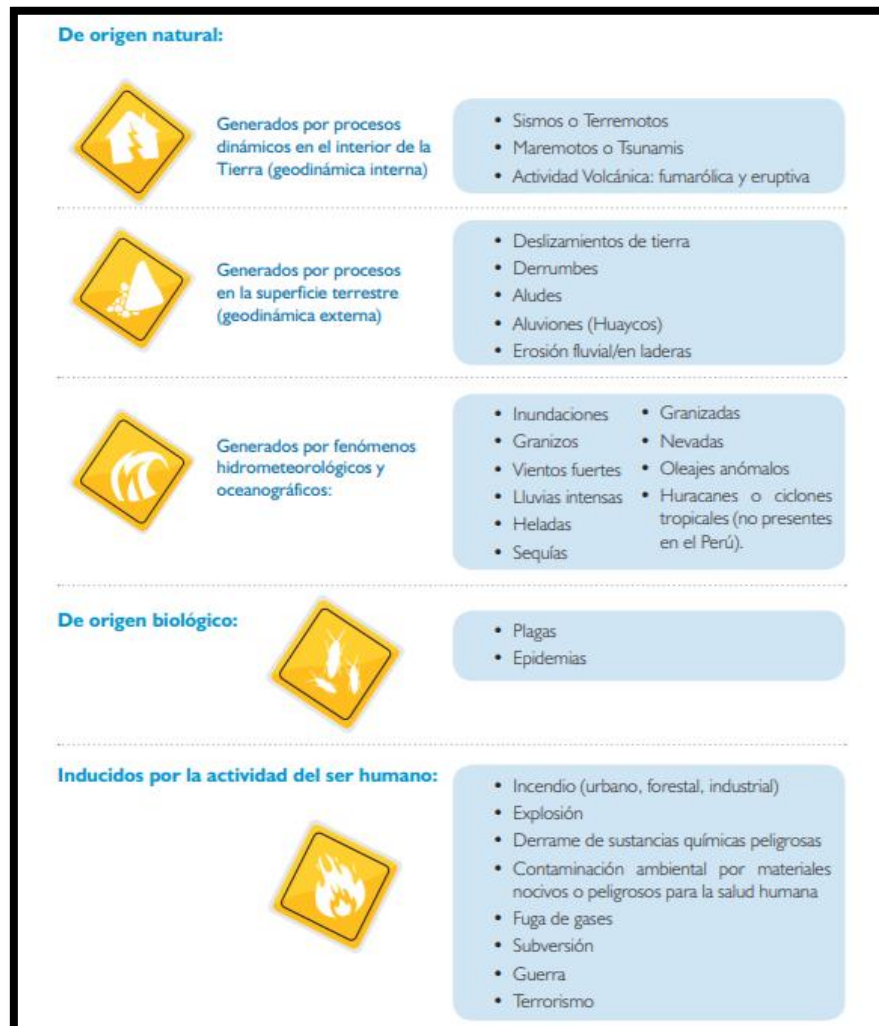 De origen natural:
Generados por procesos
dinámicos en el interior de la
Tierra (geodinámica interna)
• Sismos o Terremotos
• Maremotos o Tsunamis
• Actividad Volcánica: fumarólica y eruptiva
Generados por procesos
en la superficie terrestre
(geodinámica externa)
• Deslizamientos de tierra
• Derrumbes
• Aludes
• Aluviones (Huaycos)
• Erosión fluvial/en laderas
Generados por fenómenos
hidrometeorológicos y
oceanográficos:
• Inundaciones
• Granizos
• Vientos fuertes
• Lluvias intensas
• Heladas
• Sequías
• Granizadas
• Nevadas
• Oleajes anómalos
• Huracanes o ciclones
tropicales (no presentes
en el Perú).
De origen biológico:
• Plagas
• Epidemias
Inducidos por la actividad del ser humano:
• Incendio (urbano, forestal, industrial)
• Explosión
• Derrame de sustancias químicas peligrosas
• Contaminación ambiental por materiales
nocivos o peligrosos para la salud humana
• Fuga de gases
• Subversión
• Guerra
• Terrorismo